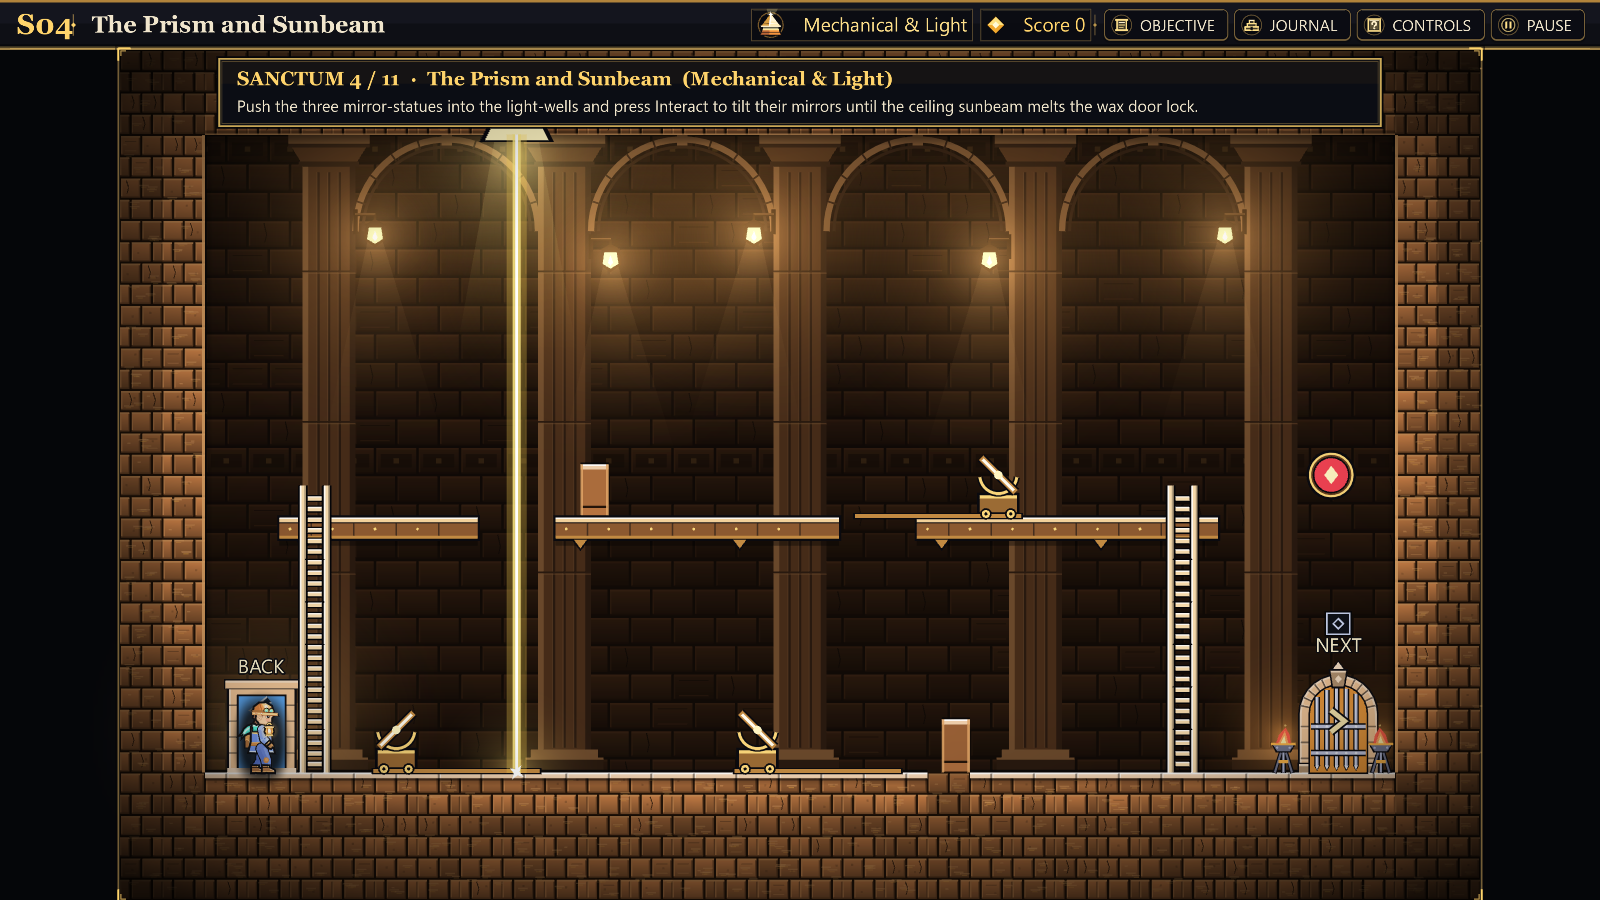 S04 The Prism and Sunbeam
Mechanical & Light
Score 0
OBJECTIVE
JOURNAL
CONTROLS
PAUSE
SANCTUM 4 / 11 · The Prism and Sunbeam (Mechanical & Light)
Push the three mirror-statues into the light-wells and press Interact to tilt their mirrors until the ceiling sunbeam melts the wax door lock.
NEXT
BACK